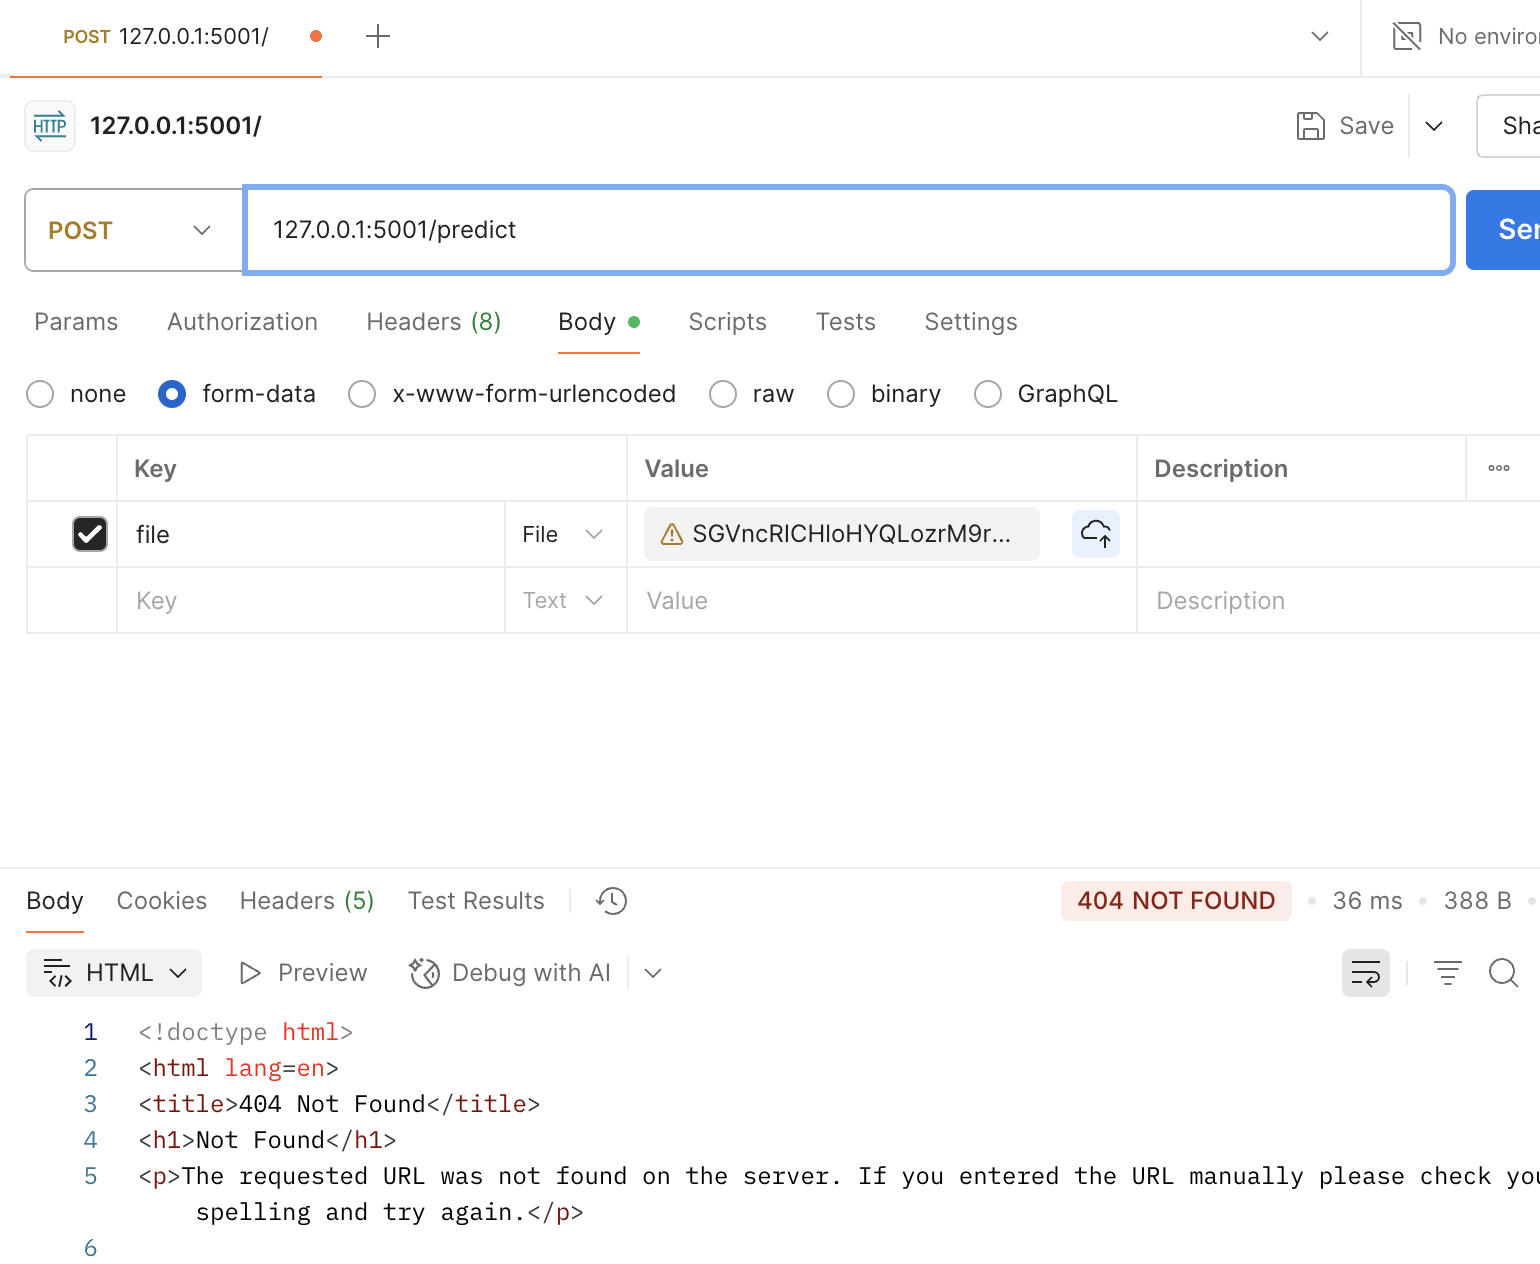 POST 127.0.0.1:5001/
No enviro
HTTP 127.0.0.1:5001/
Save
Sha
POST
127.0.0.1:5001/predict
Sen
Params Authorization Headers (8) Body Scripts Tests Settings
none form-data x-www-form-urlencoded raw binary GraphQL
Key Value Description
file File SGVncRICHIoHYQLozrM9r...
Key Text Value Description
Body Cookies Headers (5) Test Results 404 NOT FOUND 36 ms 388 B
HTML Preview Debug with AI
1 <!doctype html>
2 <html lang=en>
3 <title>404 Not Found</title>
4 <h1>Not Found</h1>
5 <p>The requested URL was not found on the server. If you entered the URL manually please check you
spelling and try again.</p>
6